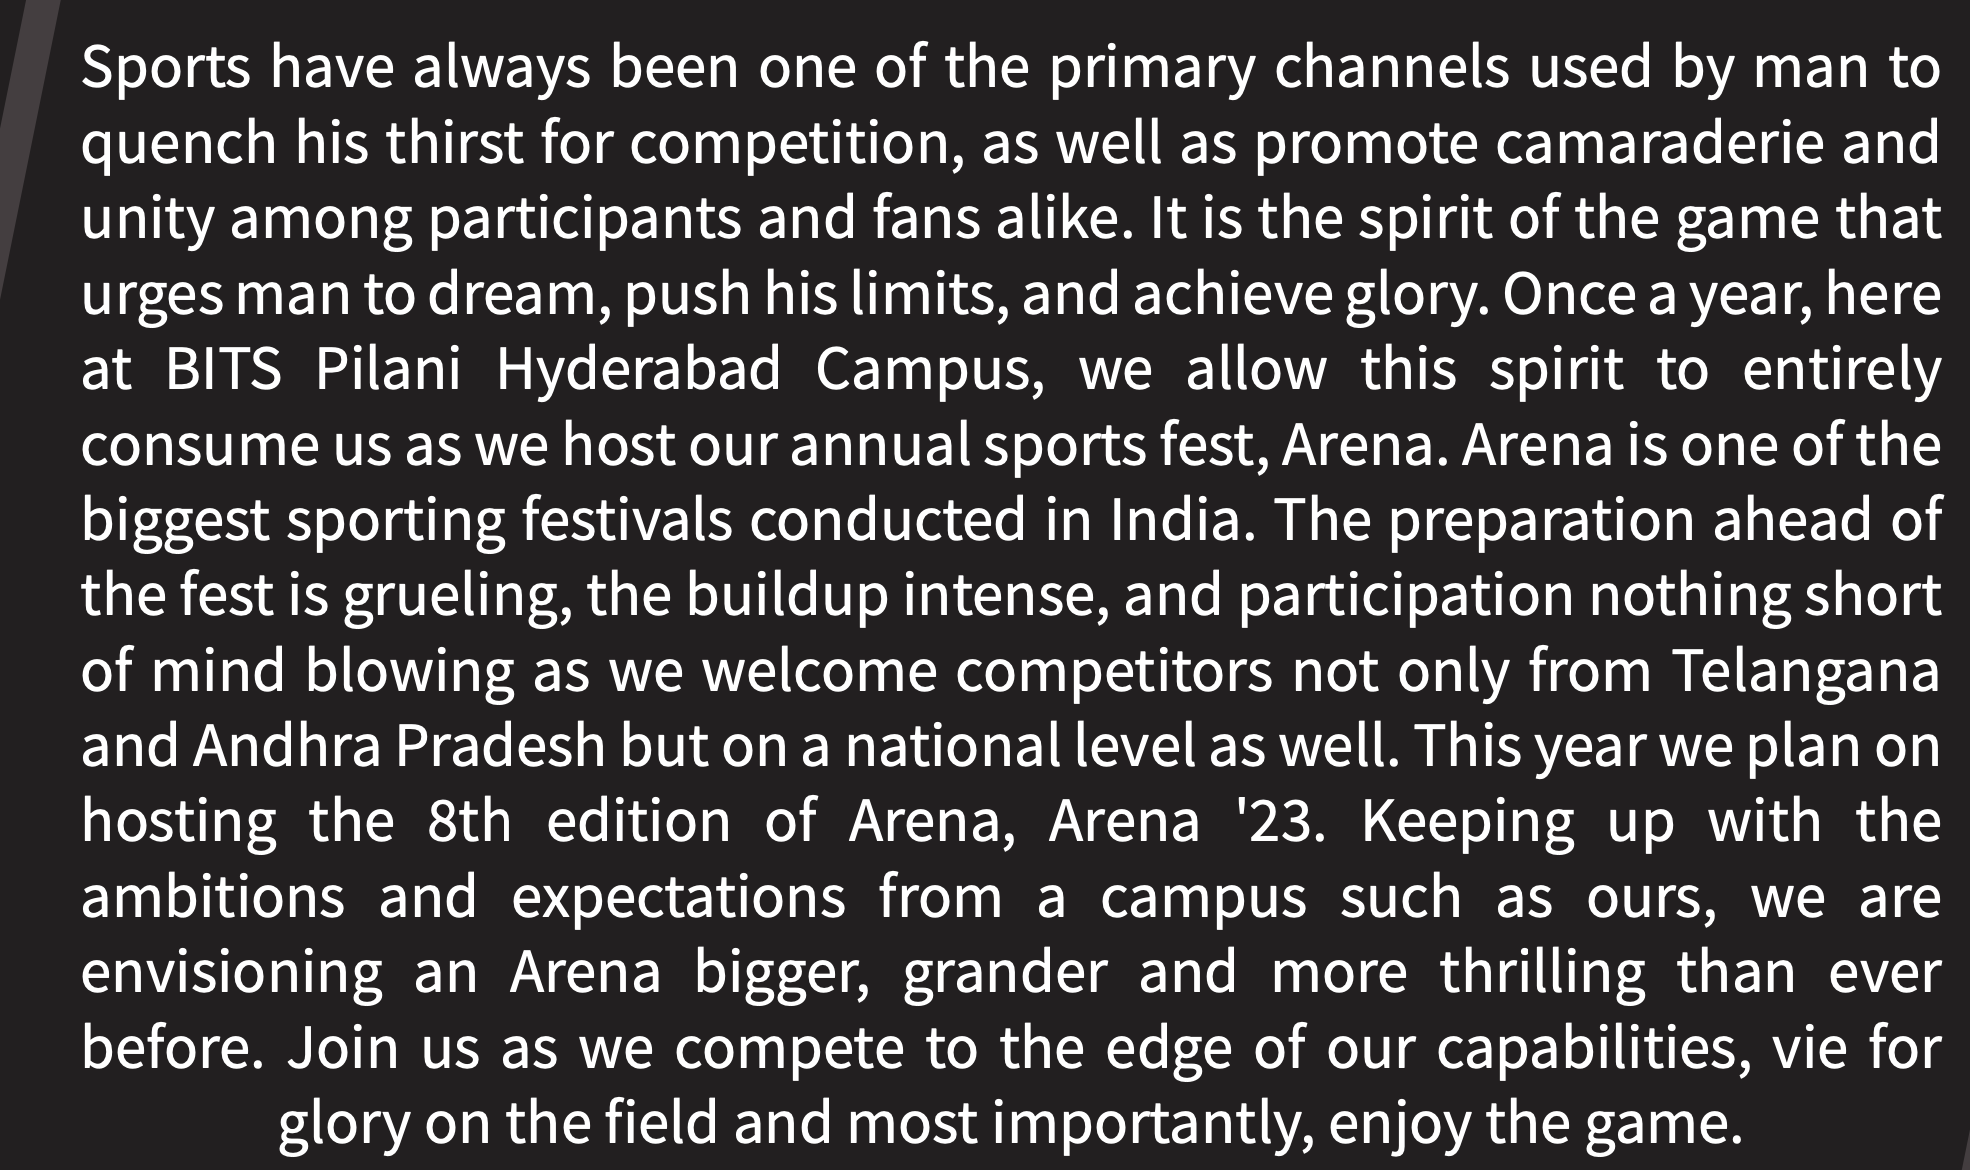 Sports have always been one of the primary channels used by man to
quench his thirst for competition, as well as promote camaraderie and
unity among participants and fans alike. It is the spirit of the game that
urges man to dream, push his limits, and achieve glory. Once a year, here
at BITS Pilani Hyderabad Campus, we allow this spirit to entirely
consume us as we host our annual sports fest, Arena. Arena is one of the
biggest sporting festivals conducted in India. The preparation ahead of
the fest is grueling, the buildup intense, and participation nothing short
of mind blowing as we welcome competitors not only from Telangana
and Andhra Pradesh but on a national level as well. This year we plan on
hosting the 8th edition of Arena, Arena '23. Keeping up with the
ambitions and expectations from a campus such as ours, we are
envisioning an Arena bigger, grander and more thrilling than ever
before. Join us as we compete to the edge of our capabilities, vie for
glory on the field and most importantly, enjoy the game.